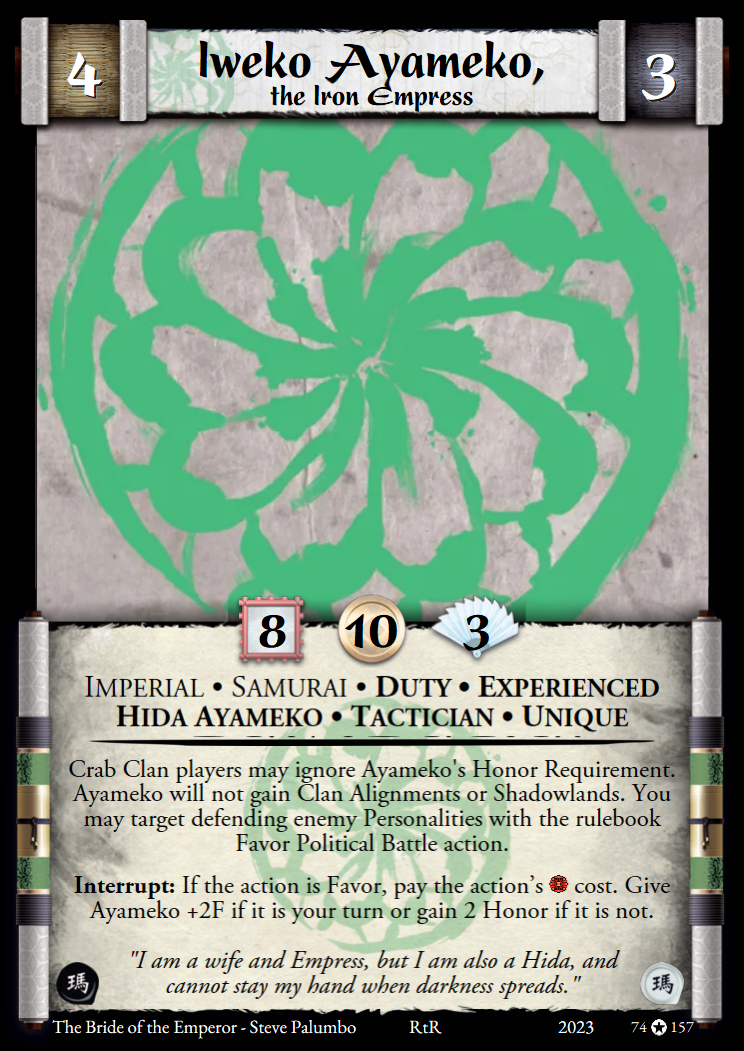 4
Iweko Ayameko,
the Iron Empress
3
8 10 3
IMPERIAL • SAMURAI • DUTY • EXPERIENCED
HIDA AYAMEKO • TACTICIAN • UNIQUE
Crab Clan players may ignore Ayameko's Honor Requirement.
Ayameko will not gain Clan Alignments or Shadowlands. You
may target defending enemy Personalities with the rulebook
Favor Political Battle action.
Interrupt: If the action is Favor, pay the action's cost. Give
Ayameko +2F if it is your turn or gain 2 Honor if it is not.
"I am a wife and Empress, but I am also a Hida, and
cannot stay my hand when darkness spreads."
瑪 瑪
The Bride of the Emperor - Steve Palumbo RtR 2023 74 157